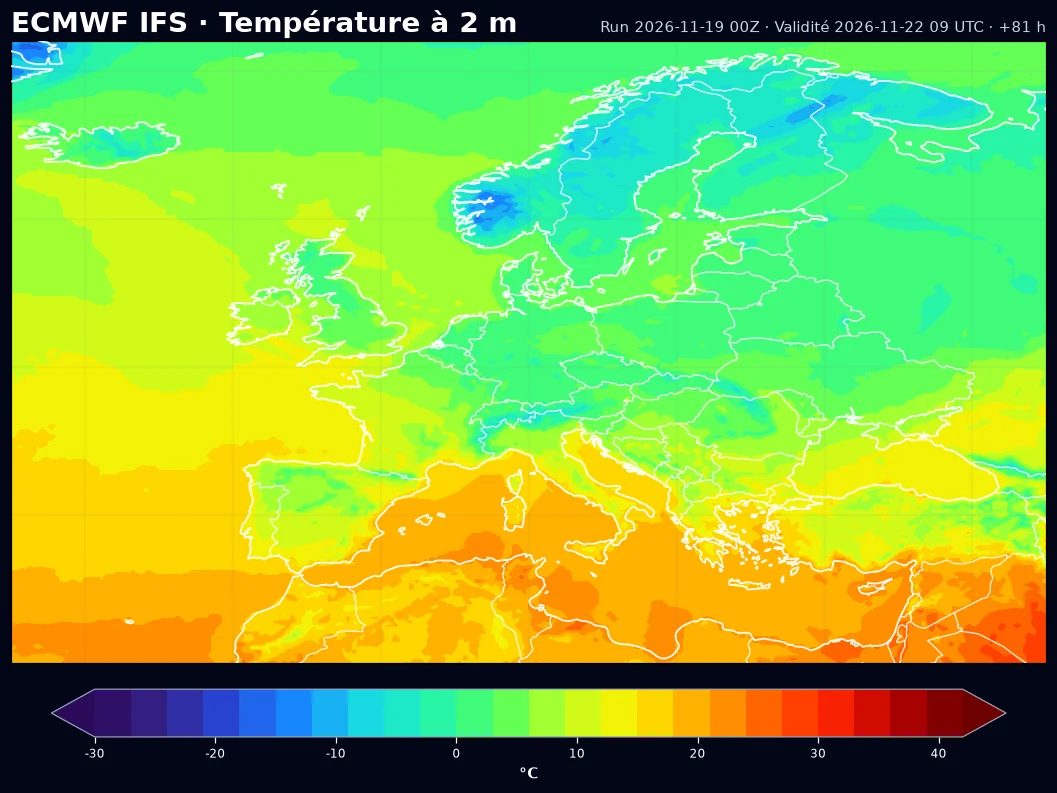 ECMWF IFS · Température à 2 m
Run 2026-11-19 00Z · Validité 2026-11-22 09 UTC · +81 h
-30 -20 -10 0 10 20 30 40
°C